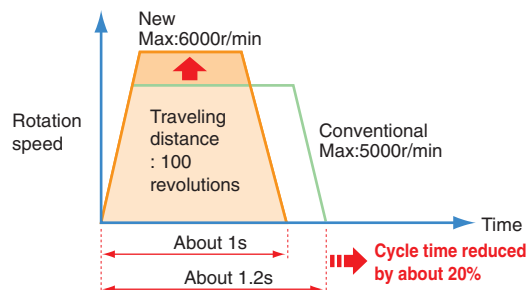 New
Max:6000r/min
Rotation
speed
Traveling
distance
: 100
revolutions
Conventional
Max:5000r/min
Time
About 1s
About 1.2s
Cycle time reduced
by about 20%